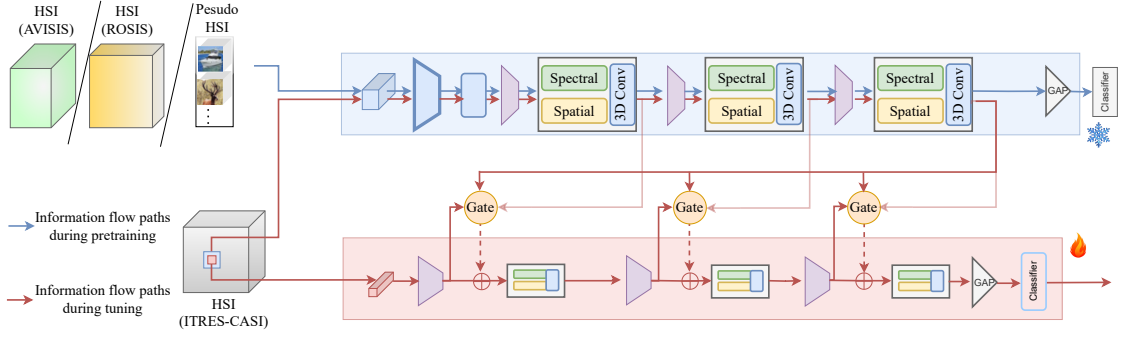 HSI
(AVISIS)
HSI
(ROSIS)
Pesudo
HSI
Spectral
Spatial
3D Conv
Spectral
Spatial
3D Conv
Spectral
Spatial
3D Conv
GAP
Classifier
Gate
Gate
Gate
Information flow paths
during pretraining
Information flow paths
during tuning
HSI
(ITRES-CASI)
GAP
Classifier